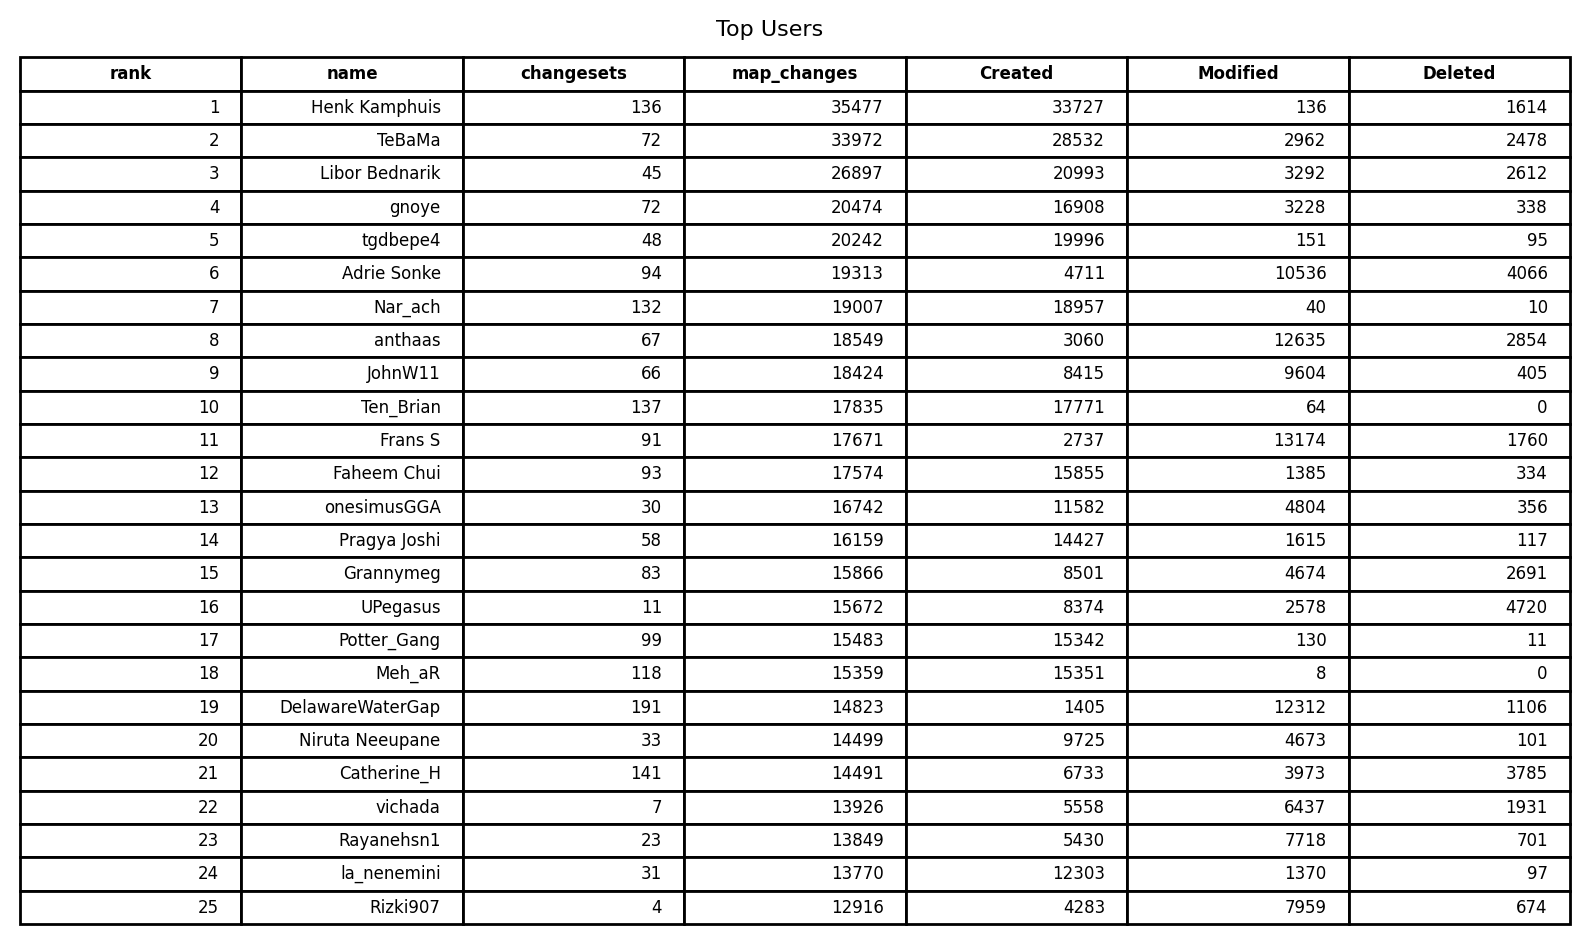 Top Users
rank name changesets map_changes Created Modified Deleted
1 Henk Kamphuis 136 35477 33727 136 1614
2 TeBaMa 72 33972 28532 2962 2478
3 Libor Bednarik 45 26897 20993 3292 2612
4 gnoye 72 20474 16908 3228 338
5 tgdbepe4 48 20242 19996 151 95
6 Adrie Sonke 94 19313 4711 10536 4066
7 Nar_ach 132 19007 18957 40 10
8 anthaas 67 18549 3060 12635 2854
9 JohnW11 66 18424 8415 9604 405
10 Ten_Brian 137 17835 17771 64 0
11 Frans S 91 17671 2737 13174 1760
12 Faheem Chui 93 17574 15855 1385 334
13 onesimusGGA 30 16742 11582 4804 356
14 Pragya Joshi 58 16159 14427 1615 117
15 Grannymeg 83 15866 8501 4674 2691
16 UPegasus 11 15672 8374 2578 4720
17 Potter_Gang 99 15483 15342 130 11
18 Meh_aR 118 15359 15351 8 0
19 DelawareWaterGap 191 14823 1405 12312 1106
20 Niruta Neeupane 33 14499 9725 4673 101
21 Catherine_H 141 14491 6733 3973 3785
22 vichada 7 13926 5558 6437 1931
23 Rayanehsn1 23 13849 5430 7718 701
24 la_nenemini 31 13770 12303 1370 97
25 Rizki907 4 12916 4283 7959 674